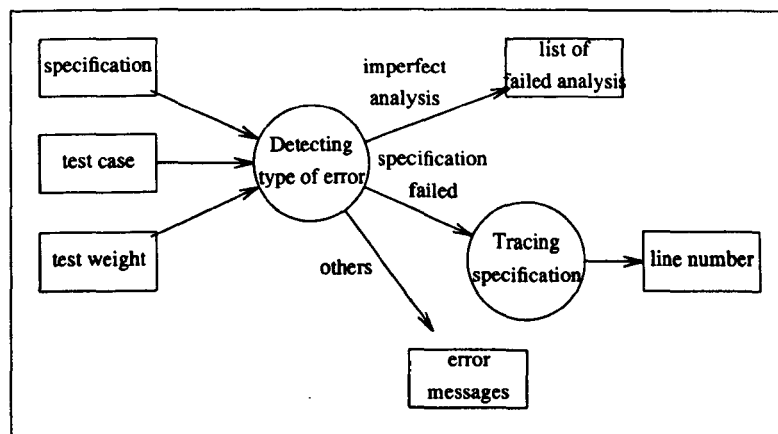 specification
test case
test weight
Detecting
type of error
imperfect
analysis
list of
failed analysis
specification
failed
Tracing
specification
line number
others
error
messages